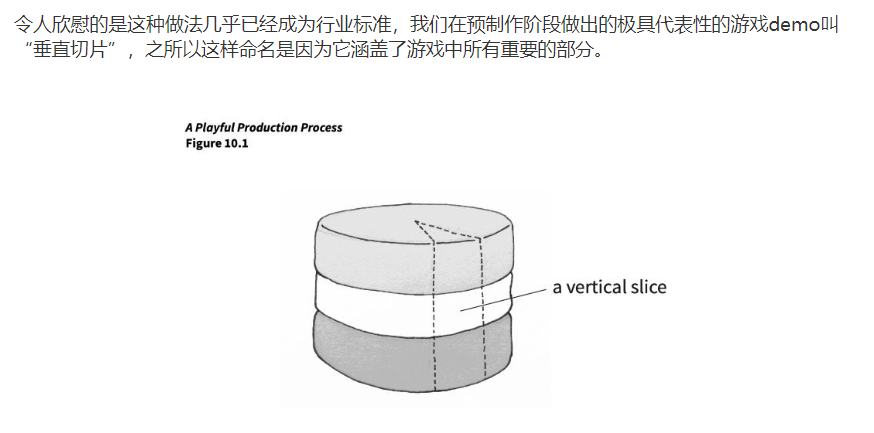 令人欣慰的是这种做法几乎已经成为行业标准，我们在预制作阶段做出的极具代表性的游戏demo叫
“垂直切片”，之所以这样命名是因为它涵盖了游戏中所有重要的部分。
A Playful Production Process
Figure 10.1
a vertical slice